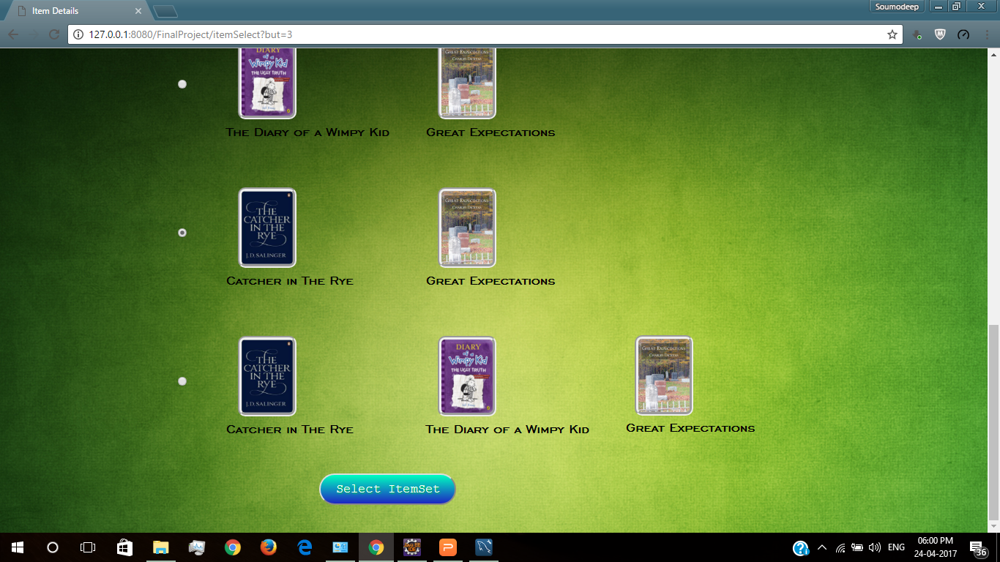 Item Details
Soumodeep
127.0.0.1:8080/FinalProject/itemSelect?but=3
DIARY
of a
Wimpy Kid
THE UGLY TRUTH
GREAT EXPECTATIONS
CHARLES DICKENS
The Diary of a Wimpy Kid
Great Expectations
THE
CATCHER
IN THE
RYE
J.D.SALINGER
GREAT EXPECTATIONS
CHARLES DICKENS
Catcher in The Rye
Great Expectations
THE
CATCHER
IN THE
RYE
J.D.SALINGER
DIARY
of a
Wimpy Kid
THE UGLY TRUTH
GREAT EXPECTATIONS
CHARLES DICKENS
Catcher in The Rye
The Diary of a Wimpy Kid
Great Expectations
Select ItemSet
ENG
06:00 PM
24-04-2017
36